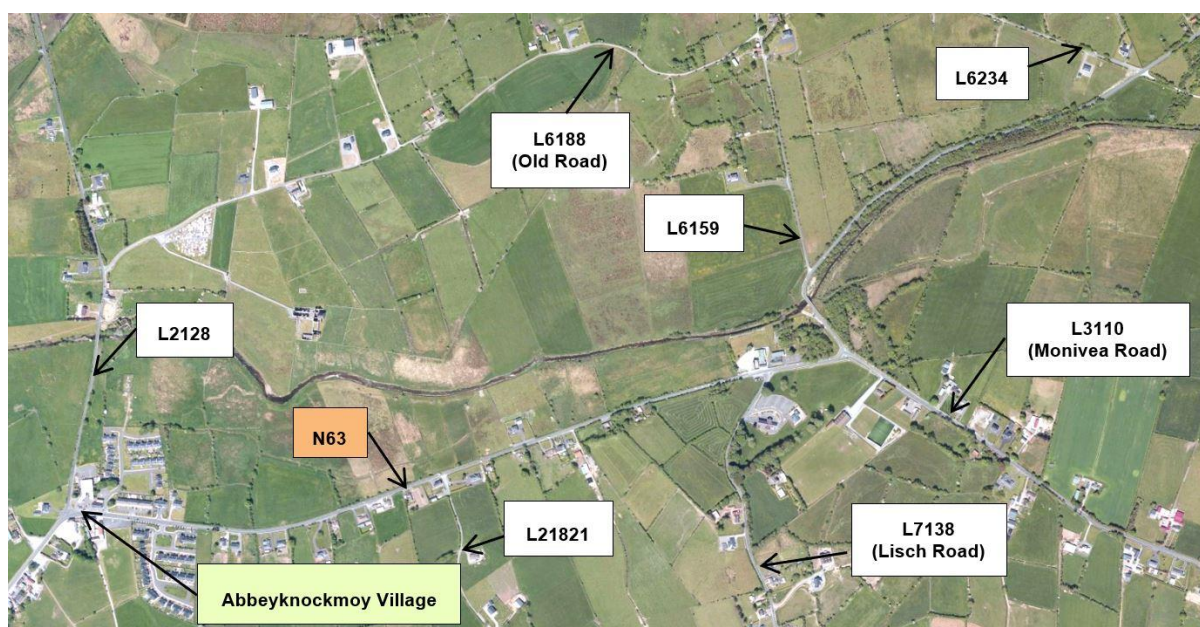 L6234
L6188
(Old Road)
L6159
L2128
L3110
(Monivea Road)
N63
L21821
L7138
(Lisch Road)
Abbeyknockmoy Village